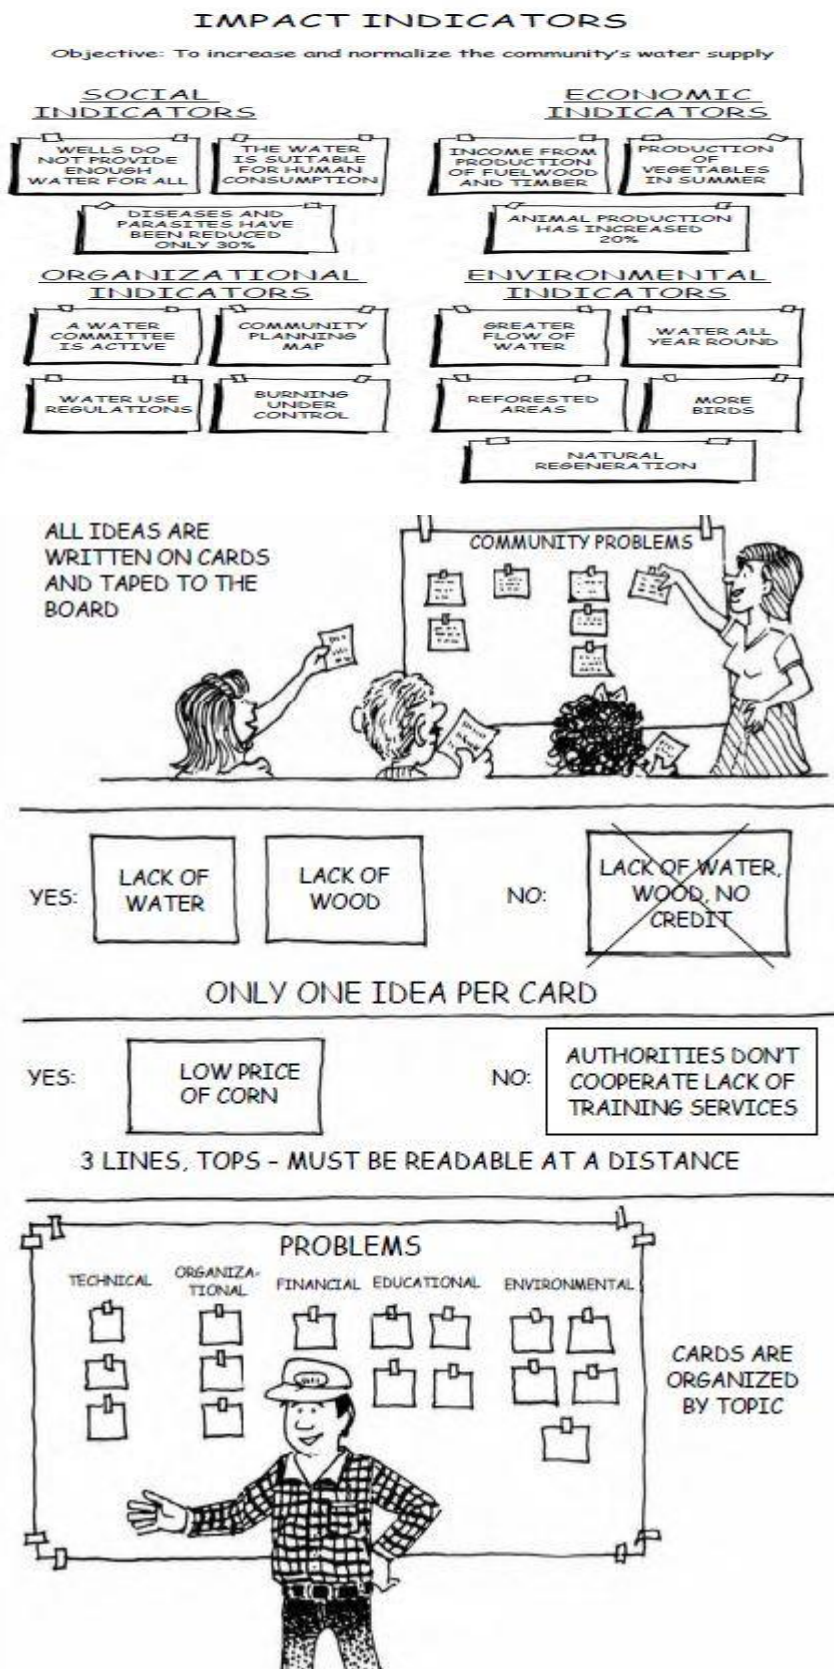 IMPACT INDICATORS
Objective: To increase and normalize the community's water supply
SOCIAL
INDICATORS
WELLS DO
NOT PROVIDE
ENOUGH
WATER FOR ALL
THE WATER
IS SUITABLE
FOR HUMAN
CONSUMPTION
DISEASES AND
PARASITES HAVE
BEEN REDUCED
ONLY 30%
ECONOMIC
INDICATORS
INCOME FROM
PRODUCTION
OF FUELWOOD
AND TIMBER
PRODUCTION
OF
VEGETABLES
IN SUMMER
ANIMAL PRODUCTION
HAS INCREASED
20%
ORGANIZATIONAL
INDICATORS
A WATER
COMMITTEE
IS ACTIVE
COMMUNITY
PLANNING
MAP
WATER USE
REGULATIONS
BURNING
UNDER
CONTROL
ENVIRONMENTAL
INDICATORS
GREATER
FLOW OF
WATER
WATER ALL
YEAR ROUND
REFORESTED
AREAS
MORE
BIRDS
NATURAL
REGENERATION
ALL IDEAS ARE
WRITTEN ON CARDS
AND TAPED TO THE
BOARD
COMMUNITY PROBLEMS
YES:
LACK OF
WATER
LACK OF
WOOD
NO:
LACK OF WATER,
WOOD, NO
CREDIT
ONLY ONE IDEA PER CARD
YES:
LOW PRICE
OF CORN
NO:
AUTHORITIES DON'T
COOPERATE LACK OF
TRAINING SERVICES
3 LINES, TOPS - MUST BE READABLE AT A DISTANCE
PROBLEMS
TECHNICAL
ORGANIZA-
TIONAL
FINANCIAL
EDUCATIONAL
ENVIRONMENTAL
CARDS ARE
ORGANIZED
BY TOPIC